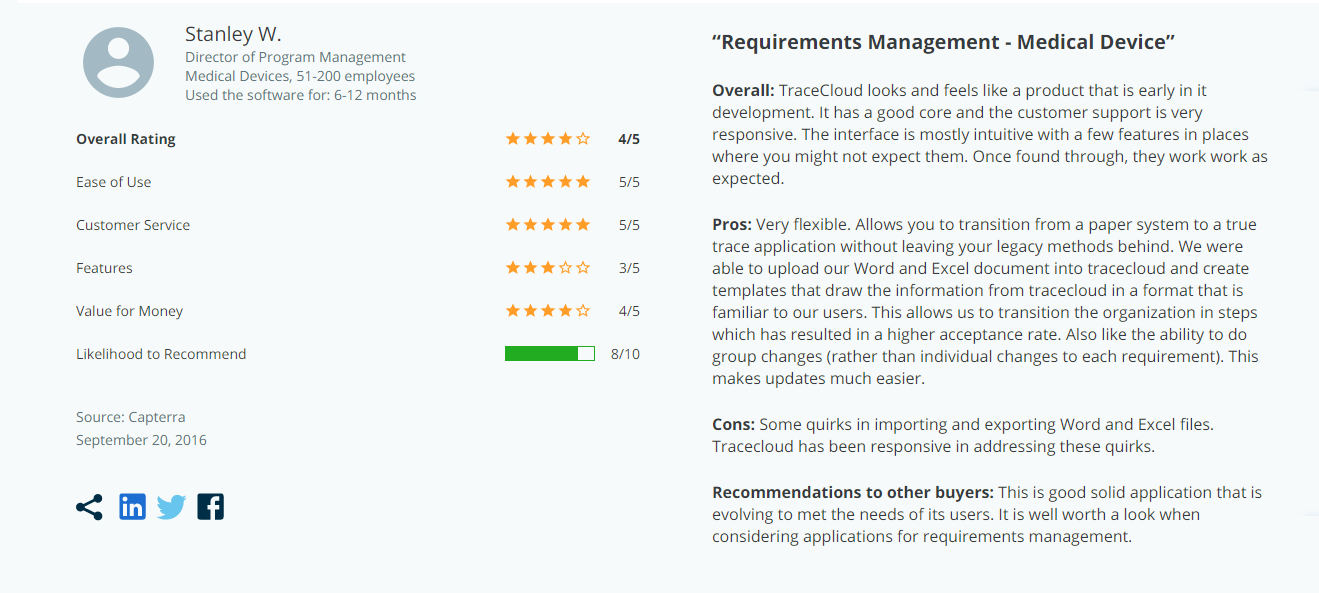 Stanley W.
Director of Program Management
Medical Devices, 51-200 employees
Used the software for: 6-12 months
Overall Rating 4/5
Ease of Use 5/5
Customer Service 5/5
Features 3/5
Value for Money 4/5
Likelihood to Recommend 8/10
Source: Capterra
September 20, 2016
in
“Requirements Management - Medical Device”
Overall: TraceCloud looks and feels like a product that is early in it
development. It has a good core and the customer support is very
responsive. The interface is mostly intuitive with a few features in places
where you might not expect them. Once found through, they work work as
expected.
Pros: Very flexible. Allows you to transition from a paper system to a true
trace application without leaving your legacy methods behind. We were
able to upload our Word and Excel document into tracecloud and create
templates that draw the information from tracecloud in a format that is
familiar to our users. This allows us to transition the organization in steps
which has resulted in a higher acceptance rate. Also like the ability to do
group changes (rather than individual changes to each requirement). This
makes updates much easier.
Cons: Some quirks in importing and exporting Word and Excel files.
Tracecloud has been responsive in addressing these quirks.
Recommendations to other buyers: This is good solid application that is
evolving to met the needs of its users. It is well worth a look when
considering applications for requirements management.